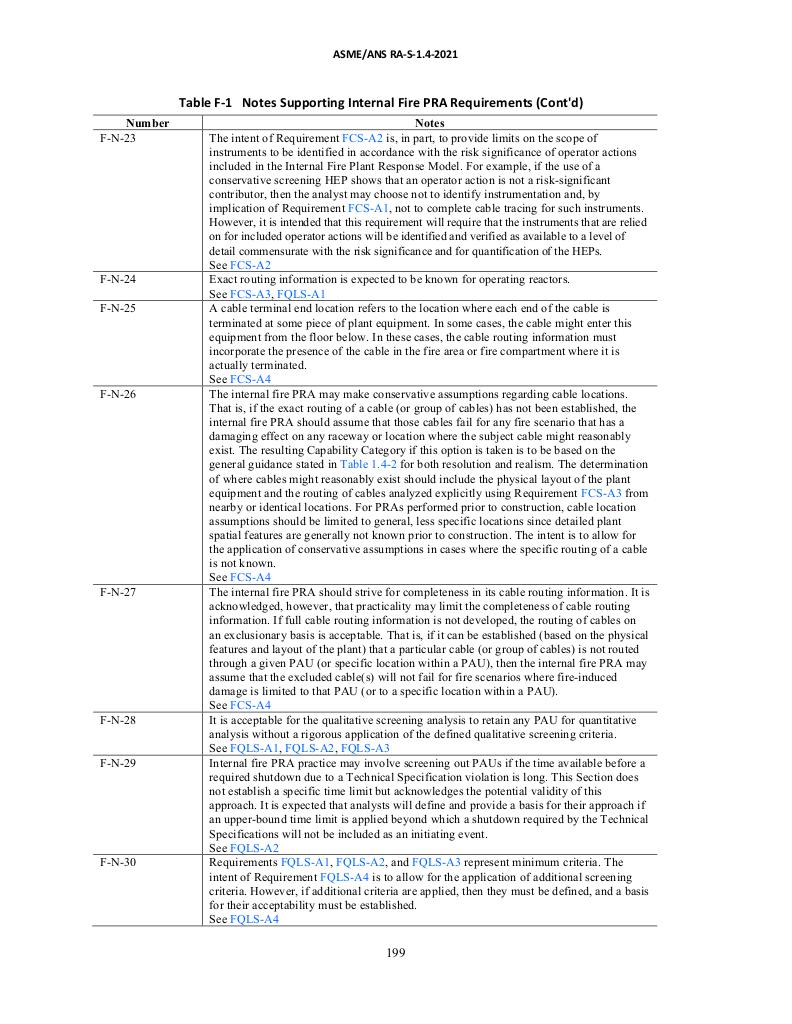 ASME/ANS RA-S-1.4-2021
Table F-1 Notes Supporting Internal Fire PRA Requirements (Cont'd)
Number Notes
F-N-23 The intent of Requirement FCS-A2 is, in part, to provide limits on the scope of
instruments to be identified in accordance with the risk significance of operator actions
included in the Internal Fire Plant Response Model. For example, if the use of a
conservative screening HEP shows that an operator action is not a risk-significant
contributor, then the analyst may choose not to identify instrumentation and, by
implication of Requirement FCS-A1, not to complete cable tracing for such instruments.
However, it is intended that this requirement will require that the instruments that are relied
on for included operator actions will be identified and verified as available to a level of
detail commensurate with the risk significance and for quantification of the HEPs.
See FCS-A2
F-N-24 Exact routing information is expected to be known for operating reactors.
See FCS-A3, FQLS-A1
F-N-25 A cable terminal end location refers to the location where each end of the cable is
terminated at some piece of plant equipment. In some cases, the cable might enter this
equipment from the floor below. In these cases, the cable routing information must
incorporate the presence of the cable in the fire area or fire compartment where it is
actually terminated.
See FCS-A4
F-N-26 The internal fire PRA may make conservative assumptions regarding cable locations.
That is, if the exact routing of a cable (or group of cables) has not been established, the
internal fire PRA should assume that those cables fail for any fire scenario that has a
damaging effect on any raceway or location where the subject cable might reasonably
exist. The resulting Capability Category if this option is taken is to be based on the
general guidance stated in Table 1.4-2 for both resolution and realism. The determination
of where cables might reasonably exist should include the physical layout of the plant
equipment and the routing of cables analyzed explicitly using Requirement FCS-A3 from
nearby or identical locations. For PRAs performed prior to construction, cable location
assumptions should be limited to general, less specific locations since detailed plant
spatial features are generally not known prior to construction. The intent is to allow for
the application of conservative assumptions in cases where the specific routing of a cable
is not known.
See FCS-A4
F-N-27 The internal fire PRA should strive for completeness in its cable routing information. It is
acknowledged, however, that practicality may limit the completeness of cable routing
information. If full cable routing information is not developed, the routing of cables on
an exclusionary basis is acceptable. That is, if it can be established (based on the physical
features and layout of the plant) that a particular cable (or group of cables) is not routed
through a given PAU (or specific location within a PAU), then the internal fire PRA may
assume that the excluded cable(s) will not fail for fire scenarios where fire-induced
damage is limited to that PAU (or to a specific location within a PAU).
See FCS-A4
F-N-28 It is acceptable for the qualitative screening analysis to retain any PAU for quantitative
analysis without a rigorous application of the defined qualitative screening criteria.
See FQLS-A1, FQLS-A2, FQLS-A3
F-N-29 Internal fire PRA practice may involve screening out PAUs if the time available before a
required shutdown due to a Technical Specification violation is long. This Section does
not establish a specific time limit but acknowledges the potential validity of this
approach. It is expected that analysts will define and provide a basis for their approach if
an upper-bound time limit is applied beyond which a shutdown required by the Technical
Specifications will not be included as an initiating event.
See FQLS-A2
F-N-30 Requirements FQLS-A1, FQLS-A2, and FQLS-A3 represent minimum criteria. The
intent of Requirement FQLS-A4 is to allow for the application of additional screening
criteria. However, if additional criteria are applied, then they must be defined, and a basis
for their acceptability must be established.
See FQLS-A4
199